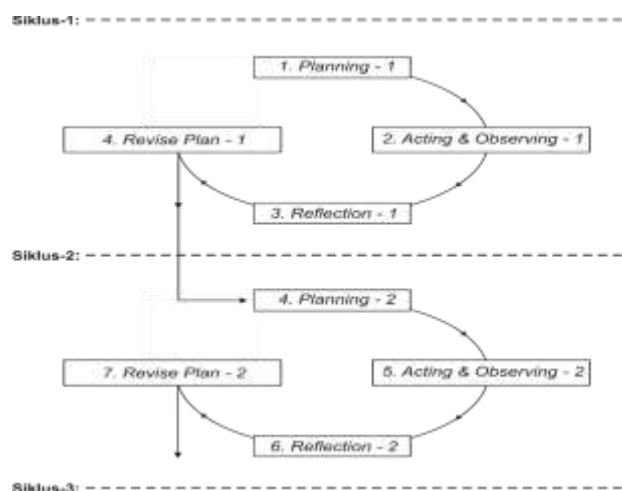 Siklus-1:
1. Planning - 1
4. Revise Plan - 1
2. Acting & Observing - 1
3. Reflection - 1
Siklus-2:
4. Planning - 2
7. Revise Plan - 2
5. Acting & Observing - 2
6. Reflection - 2
Siklus-3: